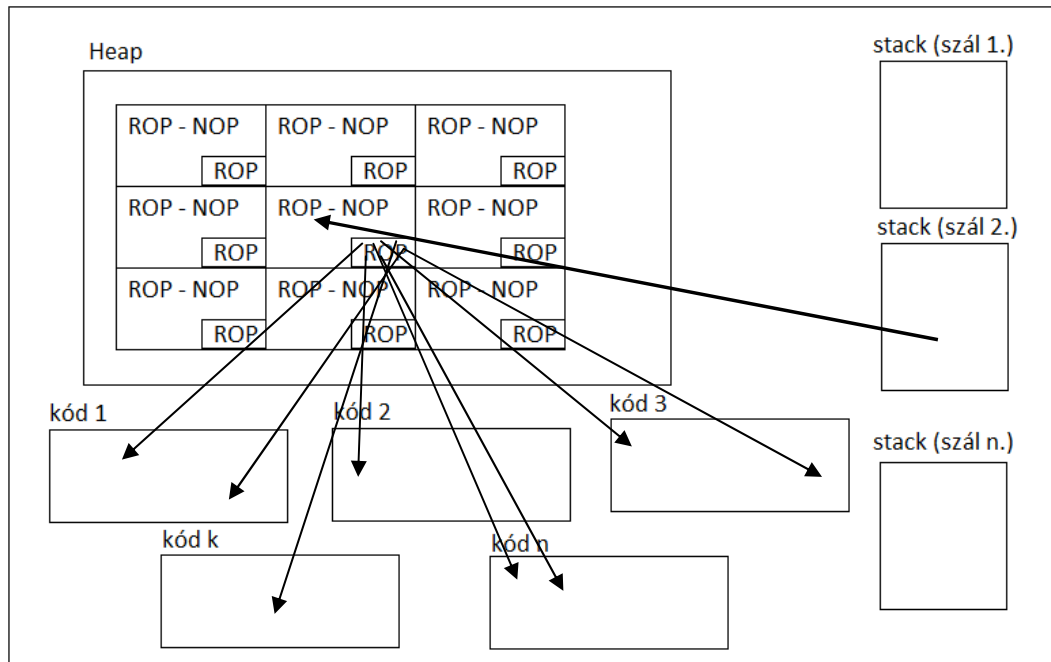 Heap
stack (szál 1.)
ROP - NOP ROP - NOP ROP - NOP
ROP ROP ROP
ROP - NOP ROP - NOP ROP - NOP
stack (szál 2.)
ROP ROP ROP
ROP - NOP ROP - NOP ROP - NOP
ROP ROP ROP
kód 1
kód 2
kód 3
stack (szál n.)
kód k
kód n